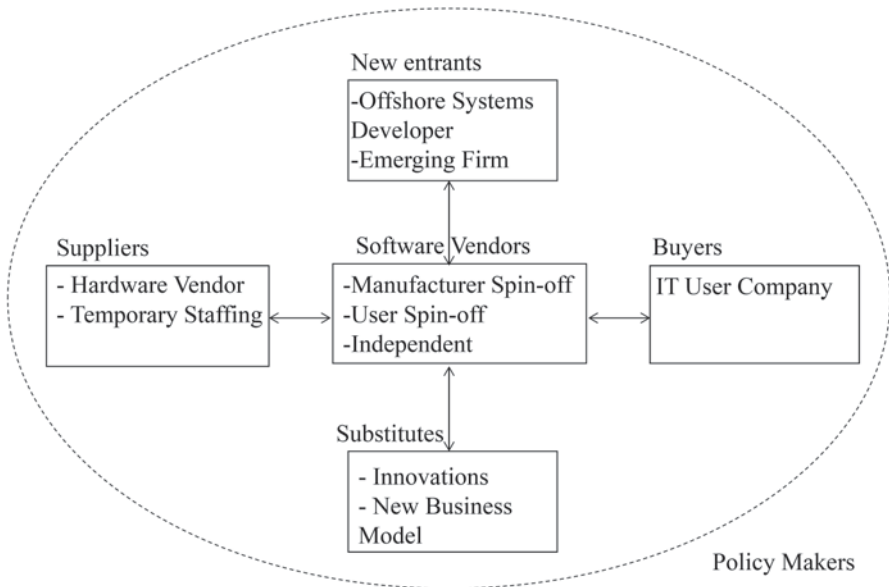 New entrants
-Offshore Systems
Developer
-Emerging Firm
Suppliers
- Hardware Vendor
- Temporary Staffing
Software Vendors
-Manufacturer Spin-off
-User Spin-off
-Independent
Buyers
IT User Company
Substitutes
- Innovations
- New Business
Model
Policy Makers